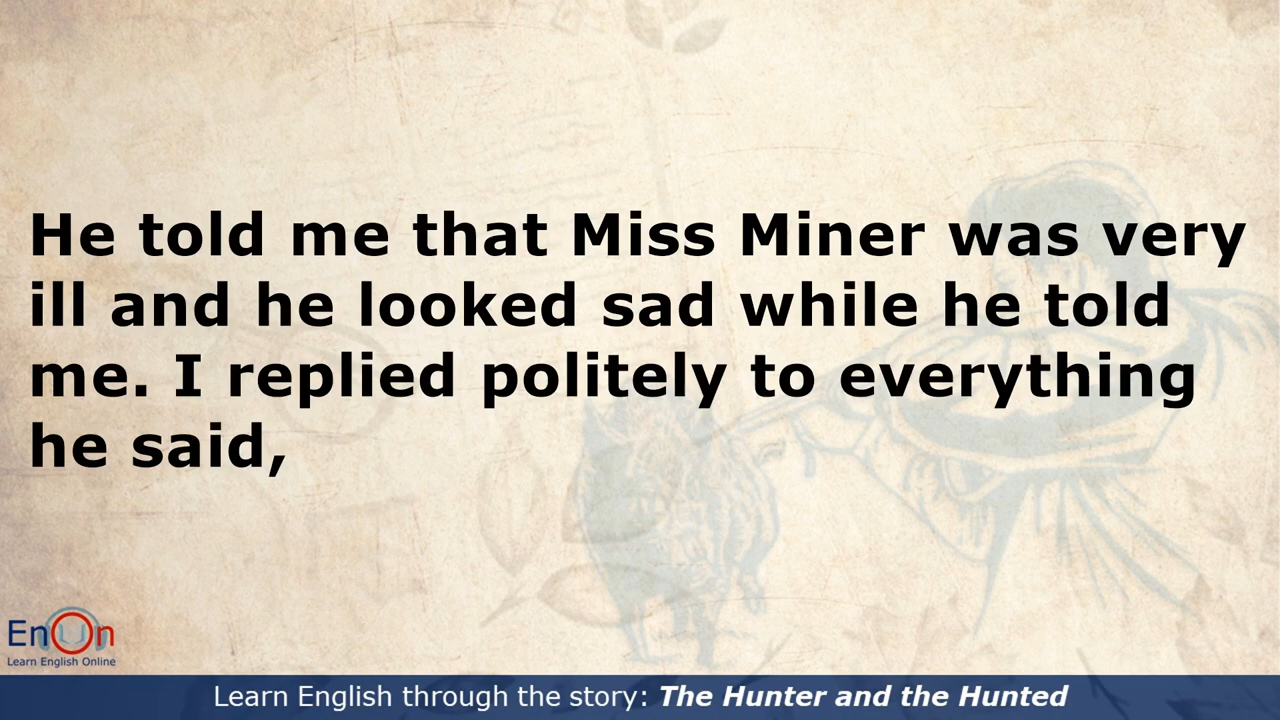 He told me that Miss Miner was very
ill and he looked sad while he told
me. I replied politely to everything
he said,
EnOn
Learn English Online
Learn English through the story: The Hunter and the Hunted